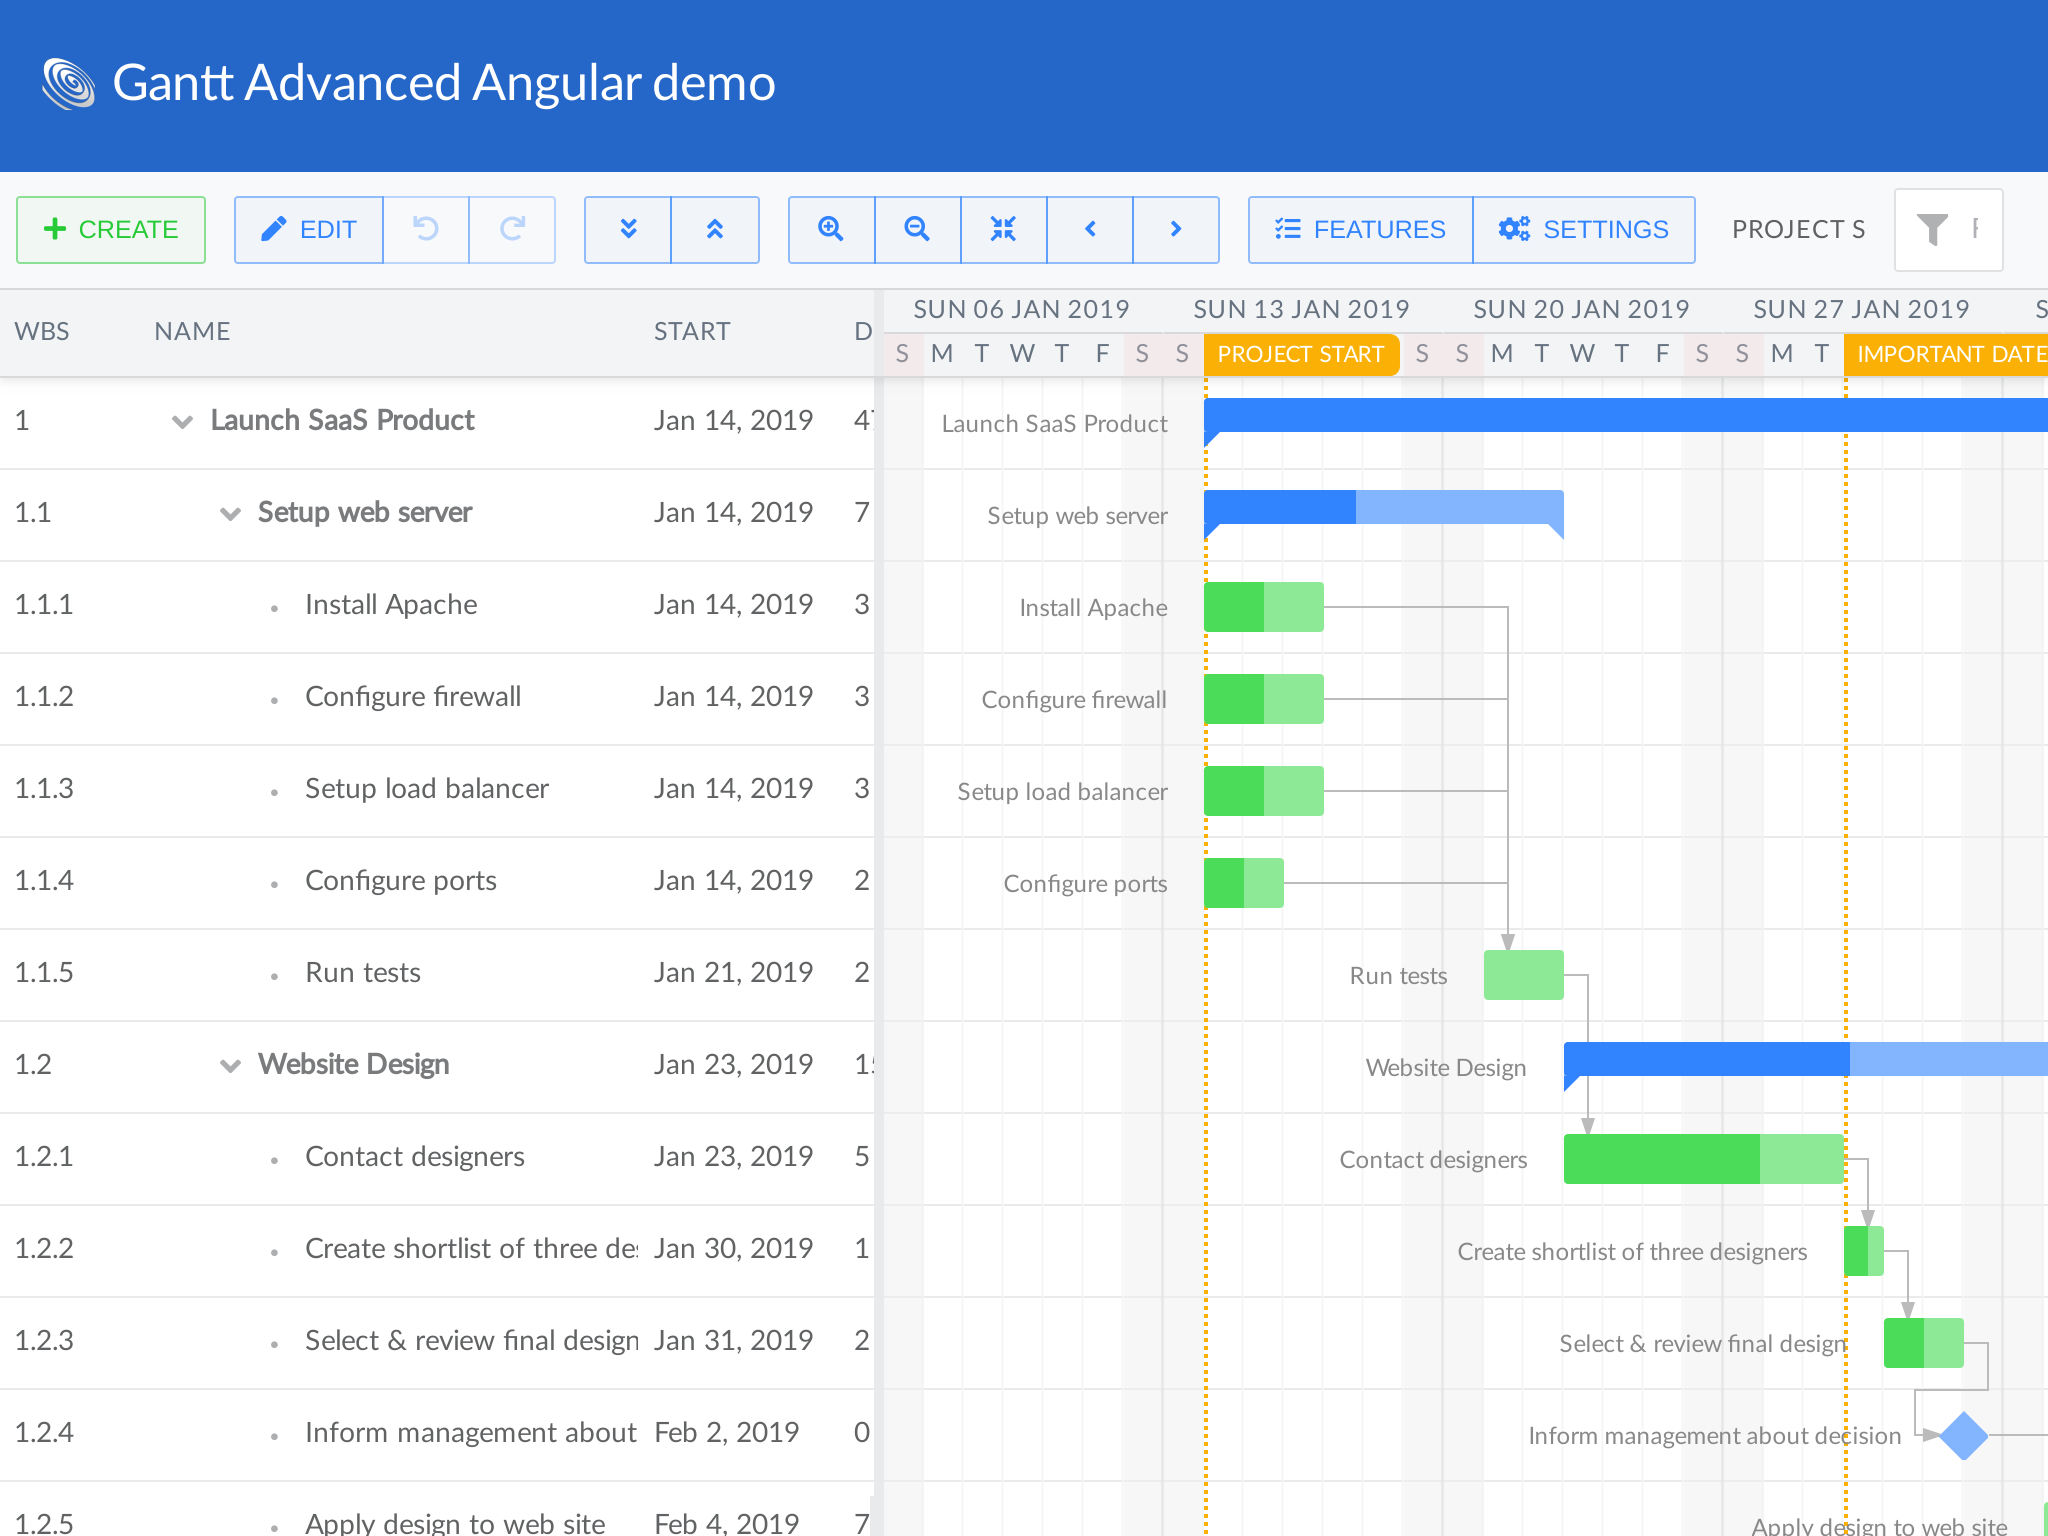 Gantt Advanced Angular demo
CREATE EDIT FEATURES SETTINGS PROJECT S
WBS NAME START D
SUN 06 JAN 2019 SUN 13 JAN 2019 SUN 20 JAN 2019 SUN 27 JAN 2019 S
S M T W T F S S PROJECT START S S M T W T F S S M T IMPORTANT DATE
1 Launch SaaS Product Jan 14, 2019 47 Launch SaaS Product
1.1 Setup web server Jan 14, 2019 7 Setup web server
1.1.1 Install Apache Jan 14, 2019 3 Install Apache
1.1.2 Configure firewall Jan 14, 2019 3 Configure firewall
1.1.3 Setup load balancer Jan 14, 2019 3 Setup load balancer
1.1.4 Configure ports Jan 14, 2019 2 Configure ports
1.1.5 Run tests Jan 21, 2019 2 Run tests
1.2 Website Design Jan 23, 2019 15 Website Design
1.2.1 Contact designers Jan 23, 2019 5 Contact designers
1.2.2 Create shortlist of three des Jan 30, 2019 1 Create shortlist of three designers
1.2.3 Select & review final design Jan 31, 2019 2 Select & review final design
1.2.4 Inform management about Feb 2, 2019 0 Inform management about decision
1.2.5 Apply design to web site Feb 4, 2019 7 Apply design to web site